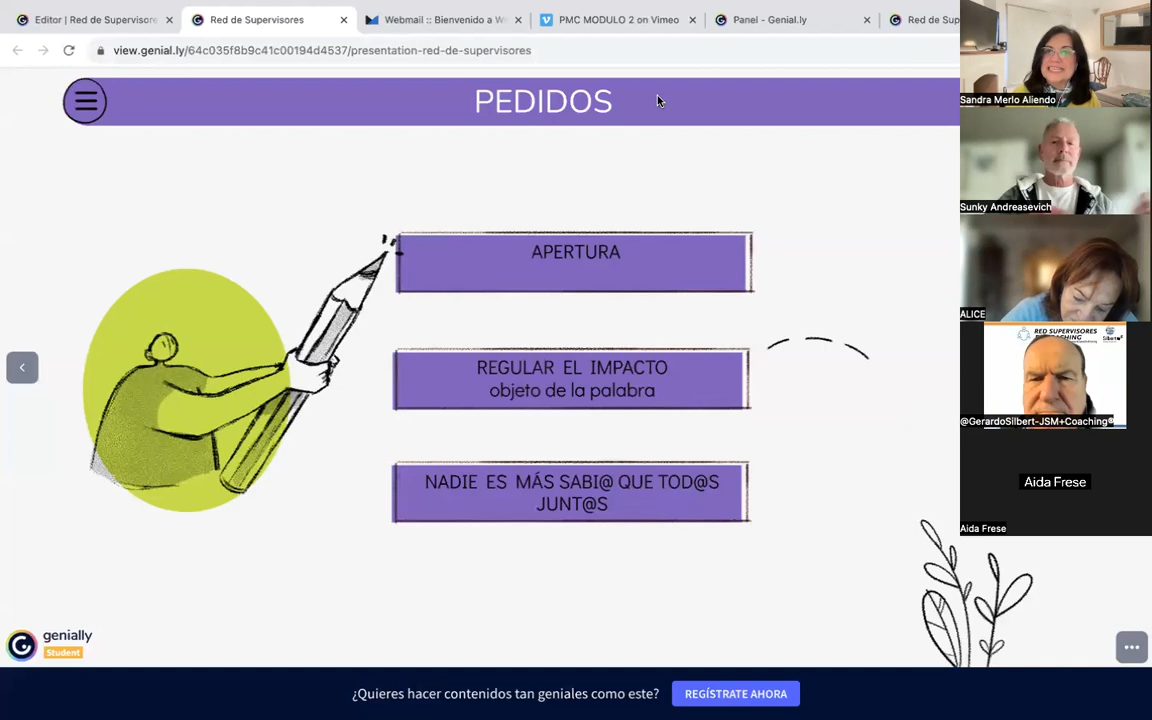 Editor | Red de Supervisore
Red de Supervisores
Webmail :: Bienvenido a W
PMC MODULO 2 on Vimeo
Panel - Genial.ly
Red de Sup
view.genial.ly/64c035f8b9c41c00194d4537/presentation-red-de-supervisores
PEDIDOS
APERTURA
REGULAR EL IMPACTO
objeto de la palabra
NADIE ES MÁS SABI@ QUE TOD@S
JUNT@S
Sandra Merlo Aliendo
Sunky Andreasevich
ALICE
RED SUPERVISORES
@GerardoSilbert-JSM+Coaching®
Aida Frese
Aida Frese
genially
Student
¿Quieres hacer contenidos tan geniales como este?
REGÍSTRATE AHORA